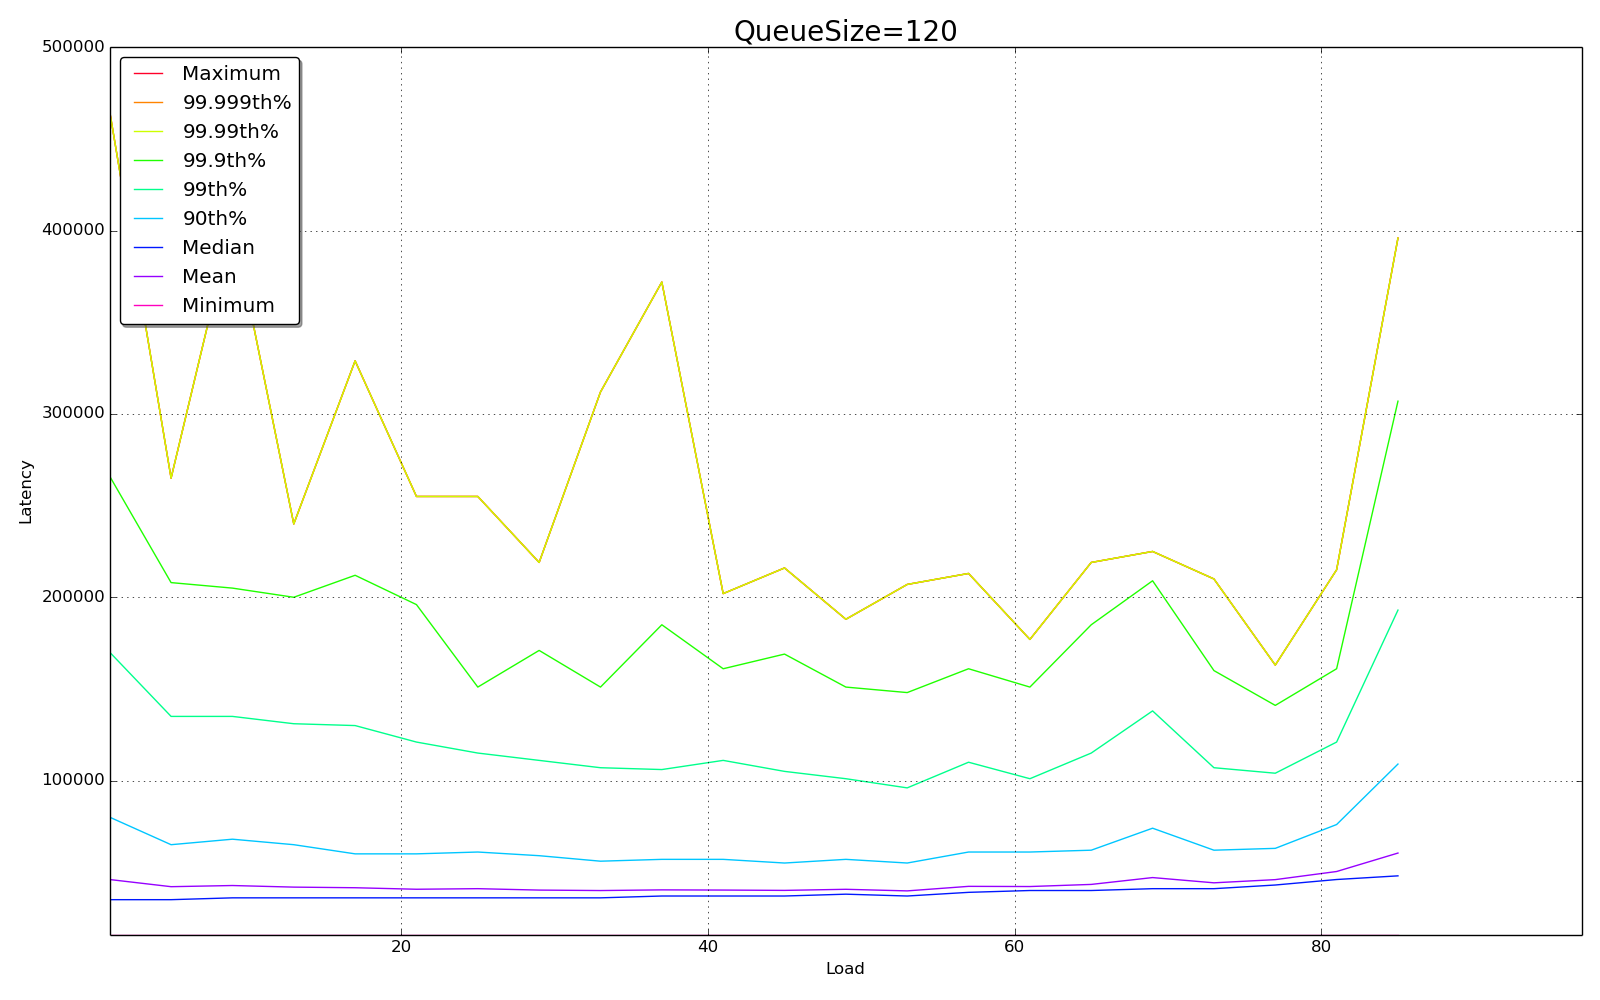 QueueSize=120
500000
400000
300000
200000
100000
Latency
Maximum
99.999th%
99.99th%
99.9th%
99th%
90th%
Median
Mean
Minimum
20 40 60 80
Load